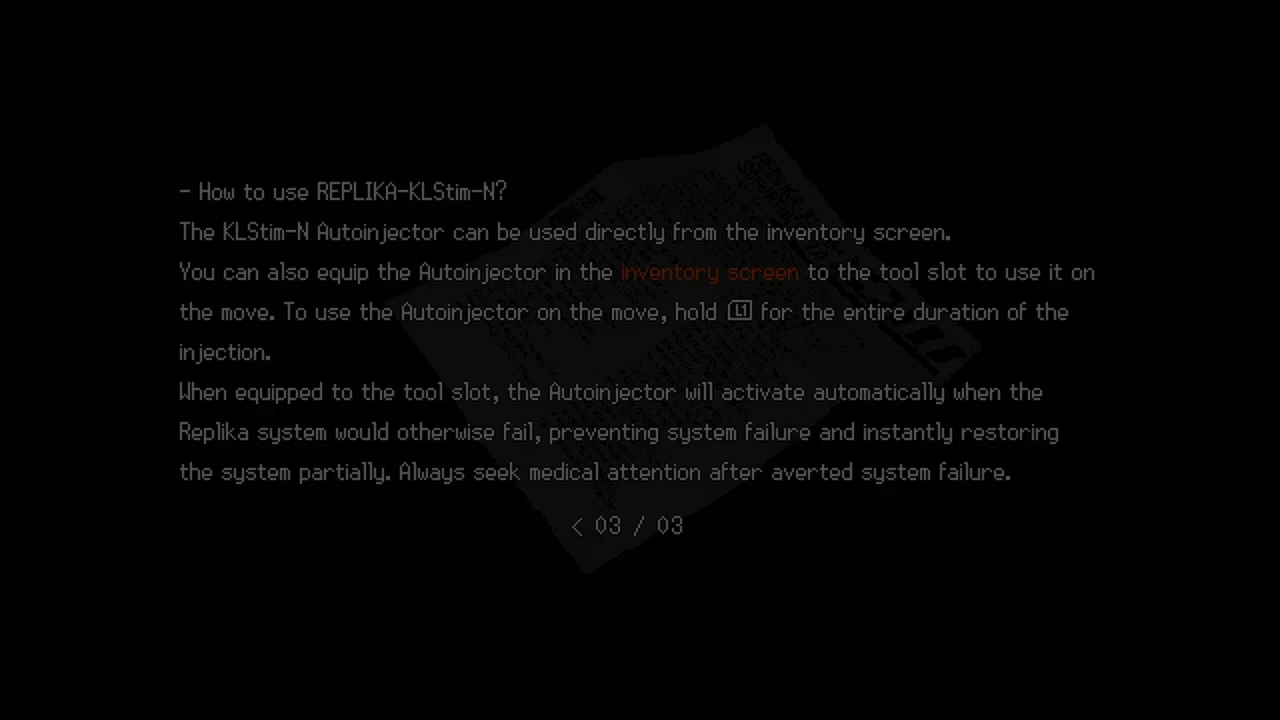 - How to use REPLIKA-KLStim-N?
The KLStim-N Autoinjector can be used directly from the inventory screen.
You can also equip the Autoinjector in the inventory screen to the tool slot to use it on
the move. To use the Autoinjector on the move, hold L1 for the entire duration of the
injection.
When equipped to the tool slot, the Autoinjector will activate automatically when the
Replika system would otherwise fail, preventing system failure and instantly restoring
the system partially. Always seek medical attention after averted system failure.
< 03 / 03